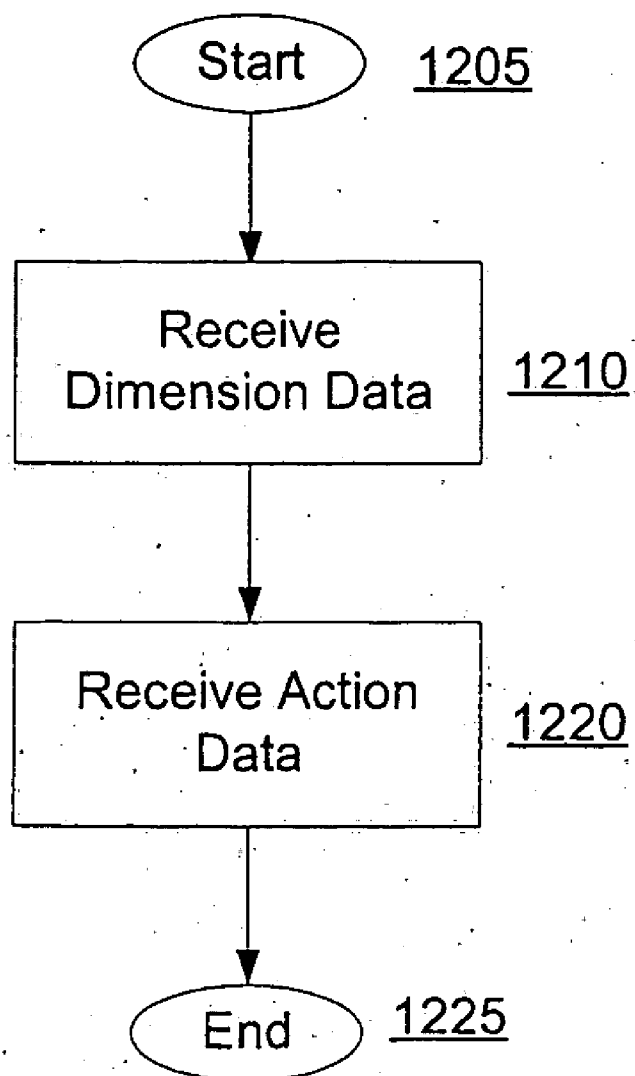 Start
1205
Receive
Dimension Data
1210
Receive Action
Data
1220
End
1225